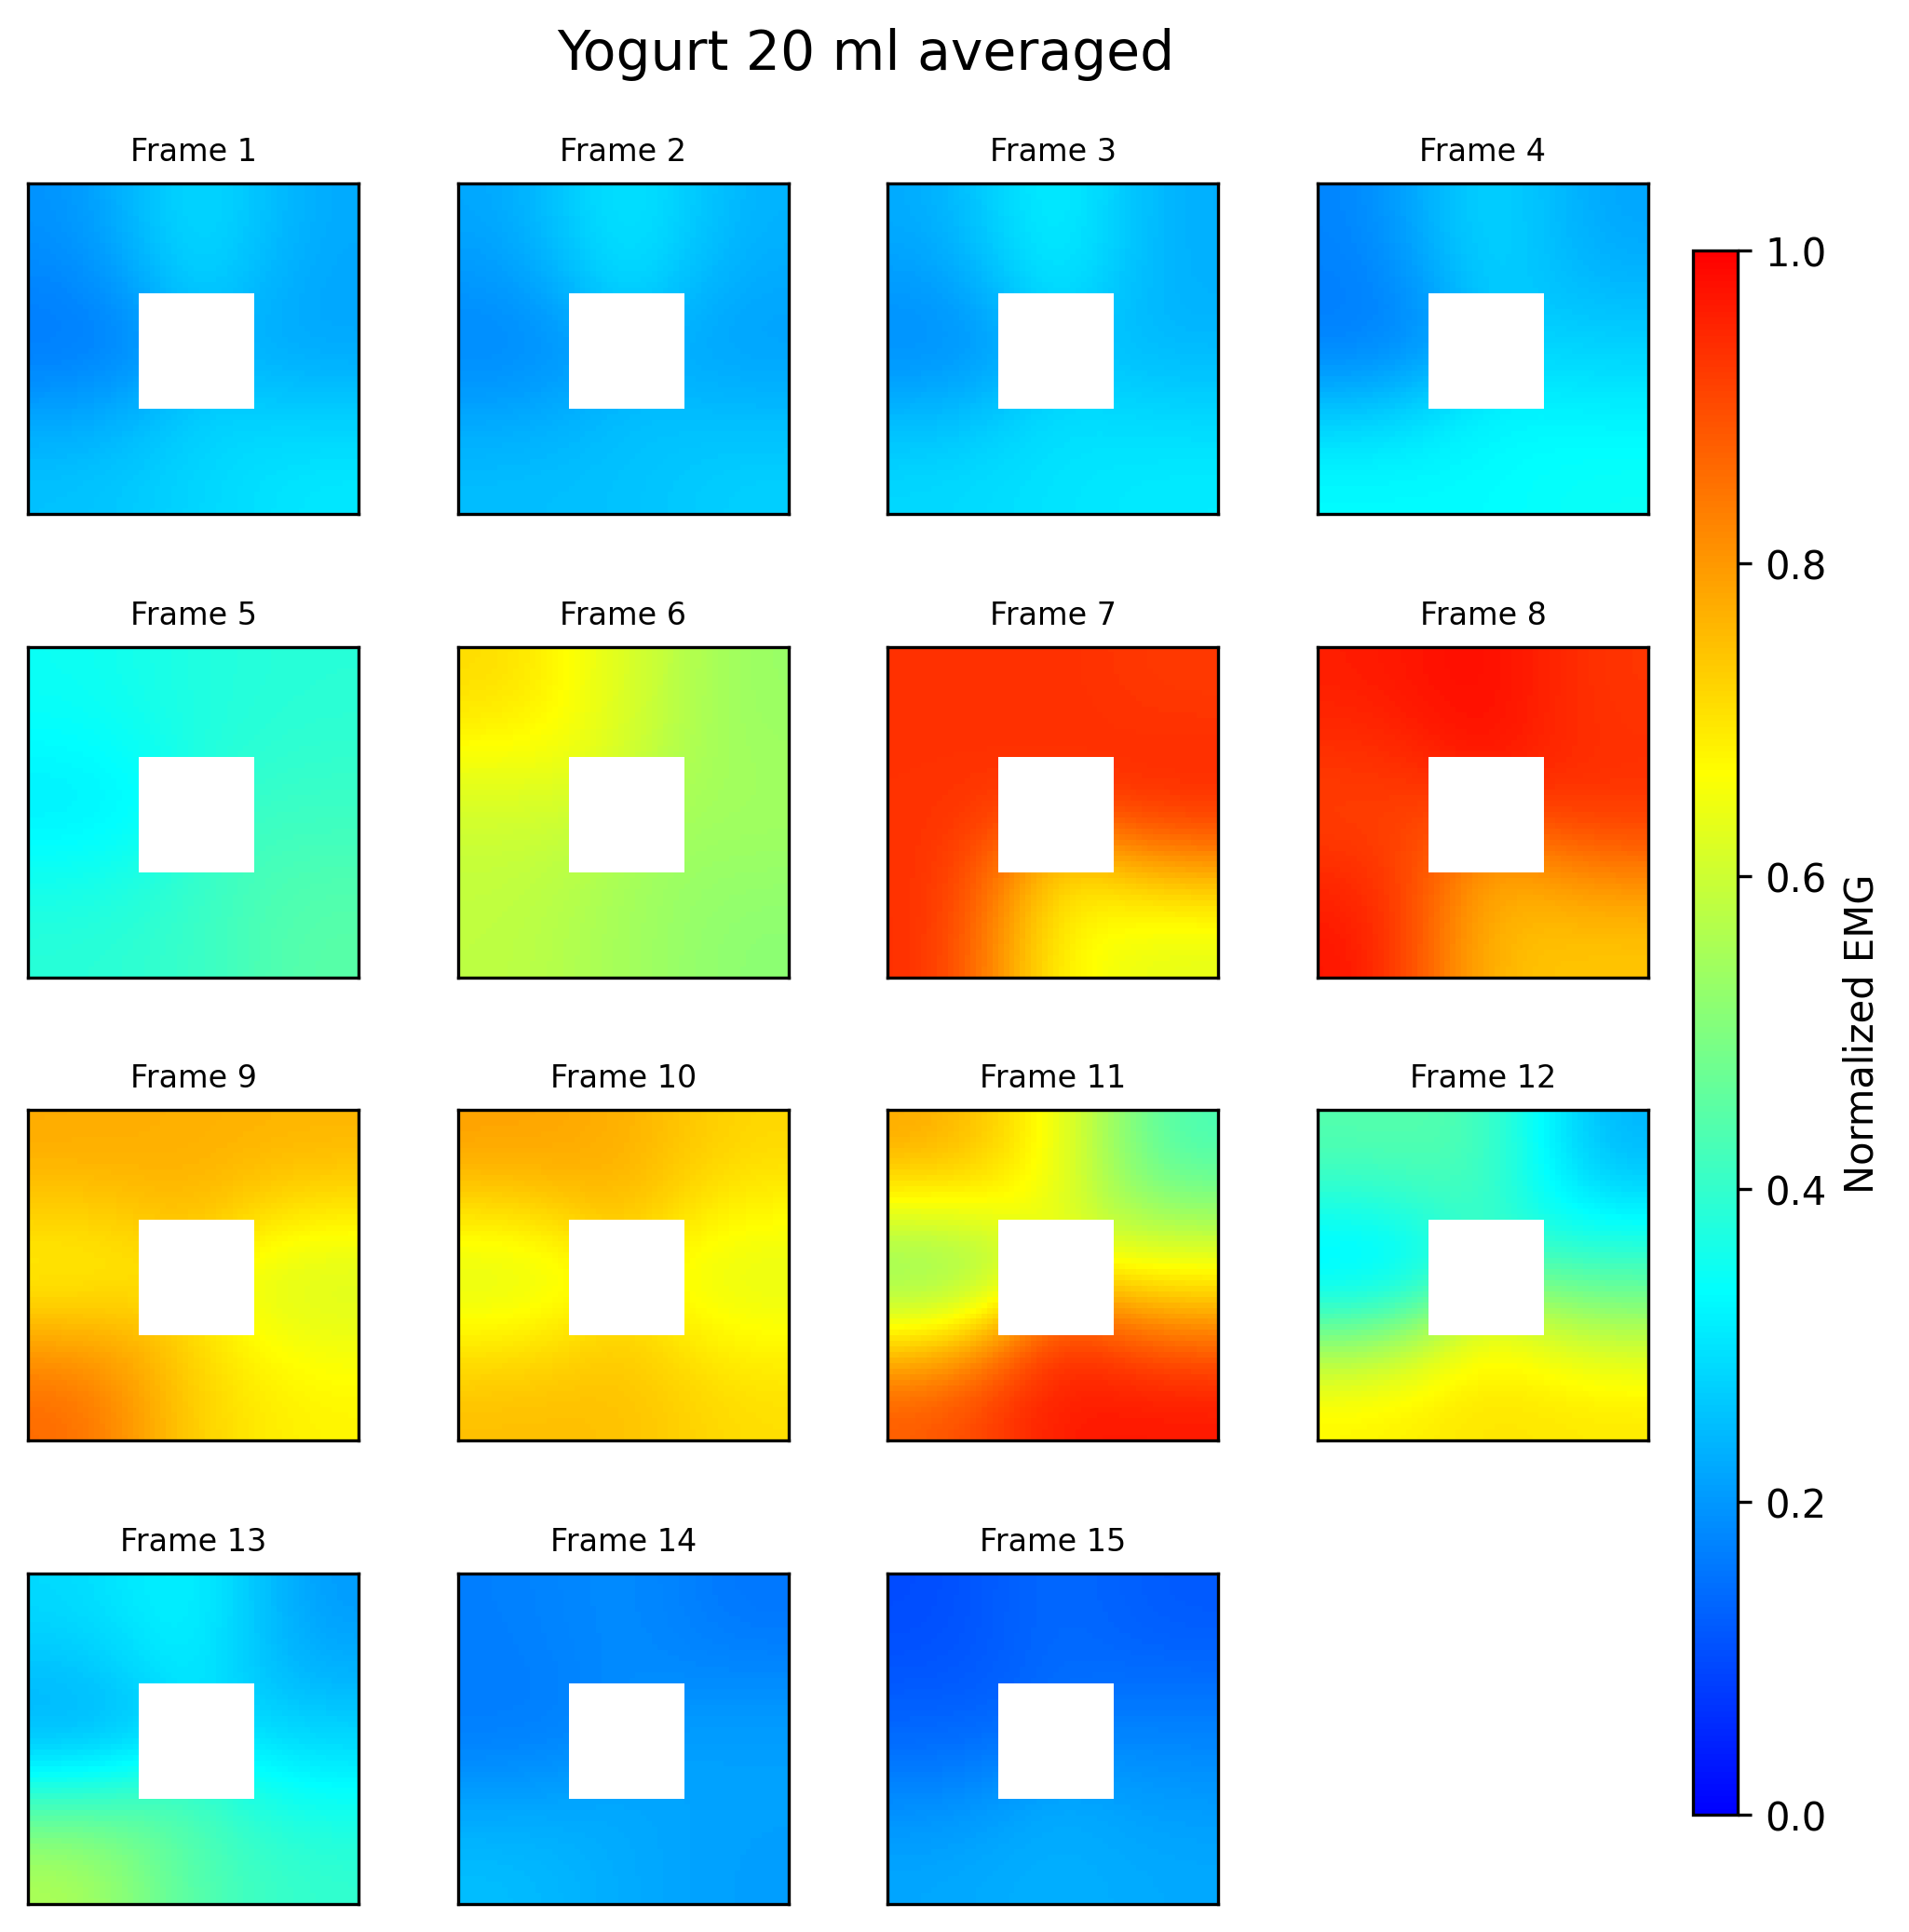 Yogurt 20 ml averaged
Frame 1
Frame 2
Frame 3
Frame 4
Frame 5
Frame 6
Frame 7
Frame 8
Frame 9
Frame 10
Frame 11
Frame 12
Frame 13
Frame 14
Frame 15
1.0
0.8
0.6
0.4
0.2
0.0
Normalized EMG